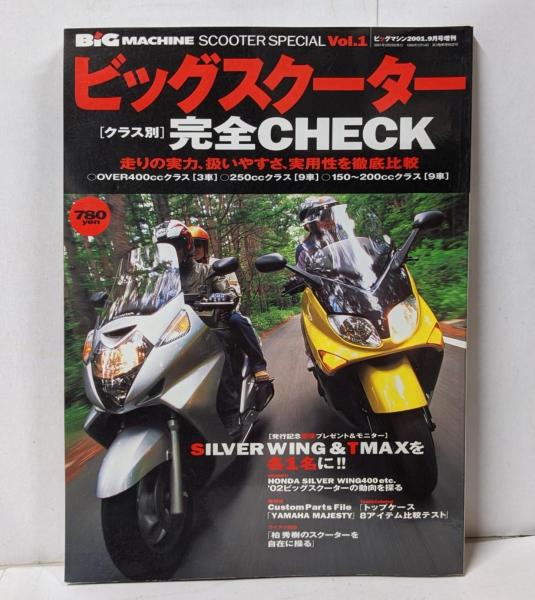 BiG MACHINE SCOOTER SPECIAL Vol.1
ビッグマシン2001.9月号増刊
ビッグスクーター
[クラス別]完全CHECK
走りの実力、扱いやすさ、実用性を徹底比較
○OVER400ccクラス[3車]○250ccクラス[9車]○150〜200ccクラス[9車]
780
yen
[発行記念プレゼント&モニター]
SILVER WING & TMAXを
各1名に!!
HONDA SILVER WING400 etc.
'02ビッグスクーターの動向を探る
Custom Parts File
「YAMAHA MAJESTY」
「トップケース
8アイテム比較テスト」
「柏 秀樹のスクーターを
自在に操る」